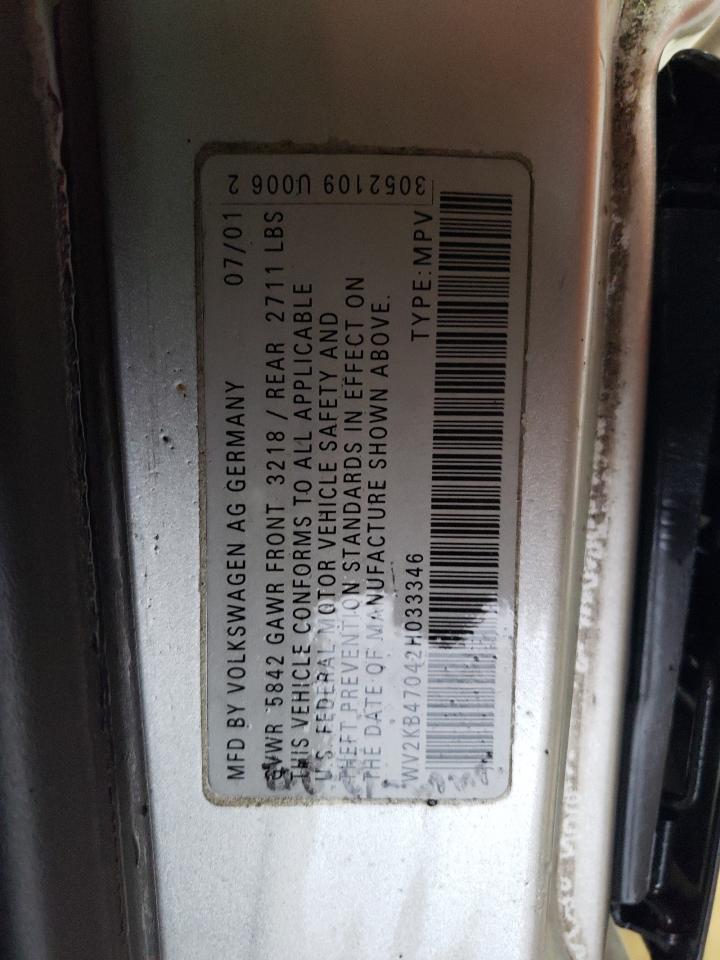 3052109 U006 2
MFD BY VOLKSWAGEN AG GERMANY 07/01
GVWR 5842 GAWR FRONT 3218 / REAR 2711 LBS
THIS VEHICLE CONFORMS TO ALL APPLICABLE
U.S. FEDERAL MOTOR VEHICLE SAFETY AND
THEFT PREVENTION STANDARDS IN EFFECT ON
THE DATE OF MANUFACTURE SHOWN ABOVE.
WV2KB47042H033346 TYPE:MPV